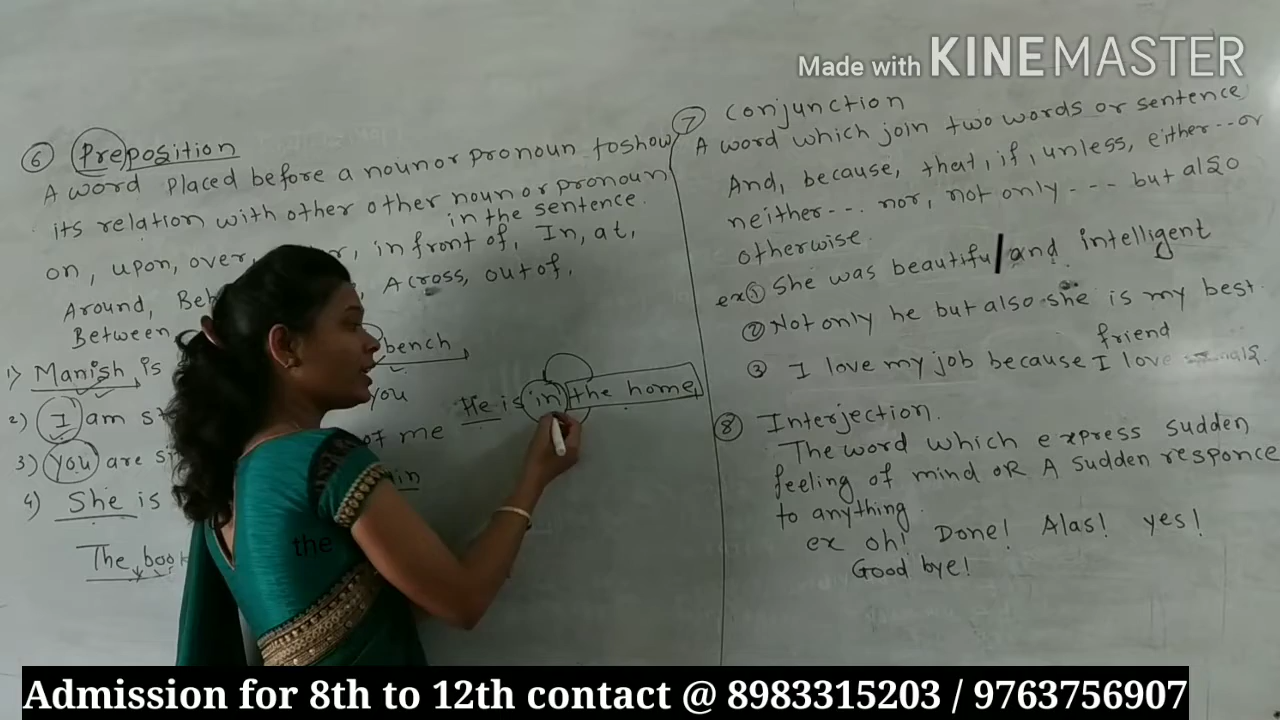 Made with KINEMASTER
⑥ Preposition
A word placed before a noun or pronoun to show
its relation with other other noun or pronoun
in the sentence.
on, upon, over, in front of, In, at,
Around, Across, out of,
Between
1) Manish is bench
2) I am you
3) you are of me
4) She is in
The book
He is in the home
the
⑦ Conjunction
A word which join two words or sentence
And, because, that, if, unless, either--or
neither--- nor, not only --- but also
otherwise.
ex ① She was beautiful and intelligent
② Not only he but also she is my best
friend
③ I love my job because I love
⑧ Interjection.
The word which express sudden
feeling of mind OR A sudden responce
to anything.
ex oh! Done! Alas! yes!
Good bye!
Admission for 8th to 12th contact @ 8983315203 / 9763756907